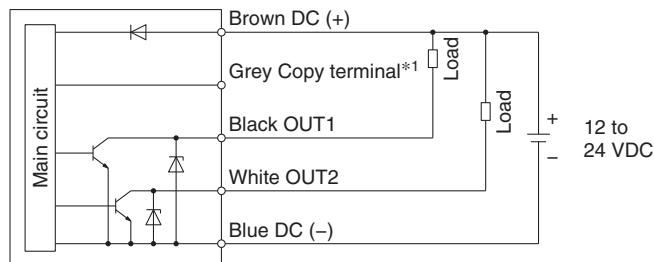 Brown DC (+)
Grey Copy terminal*1
Black OUT1
White OUT2
Blue DC (−)
Main circuit
Load
Load
+
−
12 to
24 VDC